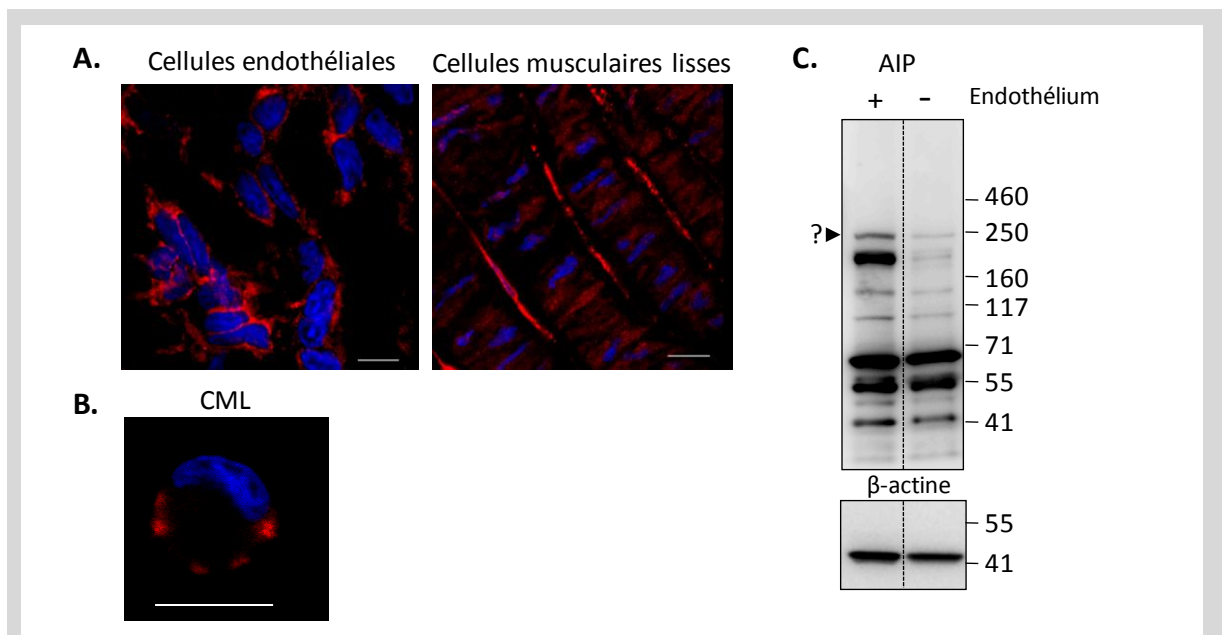 A.
Cellules endothéliales
Cellules musculaires lisses
B.
CML
C.
AIP
+ - Endothélium
460
?► 250
160
117
71
55
41
β-actine
55
41